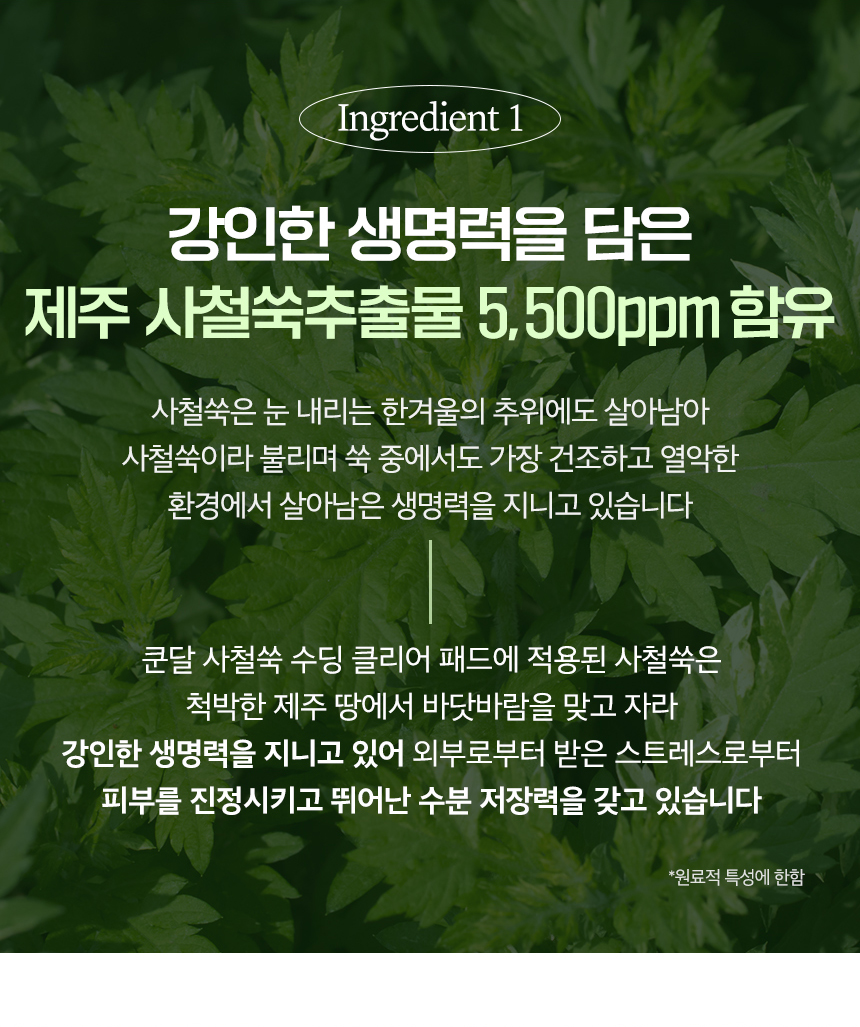 Ingredient 1
강인한 생명력을 담은
제주 사철쑥추출물 5,500ppm 함유
사철쑥은 눈 내리는 한겨울의 추위에도 살아남아
사철쑥이라 불리며 쑥 중에서도 가장 건조하고 열악한
환경에서 살아남은 생명력을 지니고 있습니다
쿤달 사철쑥 수딩 클리어 패드에 적용된 사철쑥은
척박한 제주 땅에서 바닷바람을 맞고 자라
강인한 생명력을 지니고 있어 외부로부터 받은 스트레스로부터
피부를 진정시키고 뛰어난 수분 저장력을 갖고 있습니다
*원료적 특성에 한함